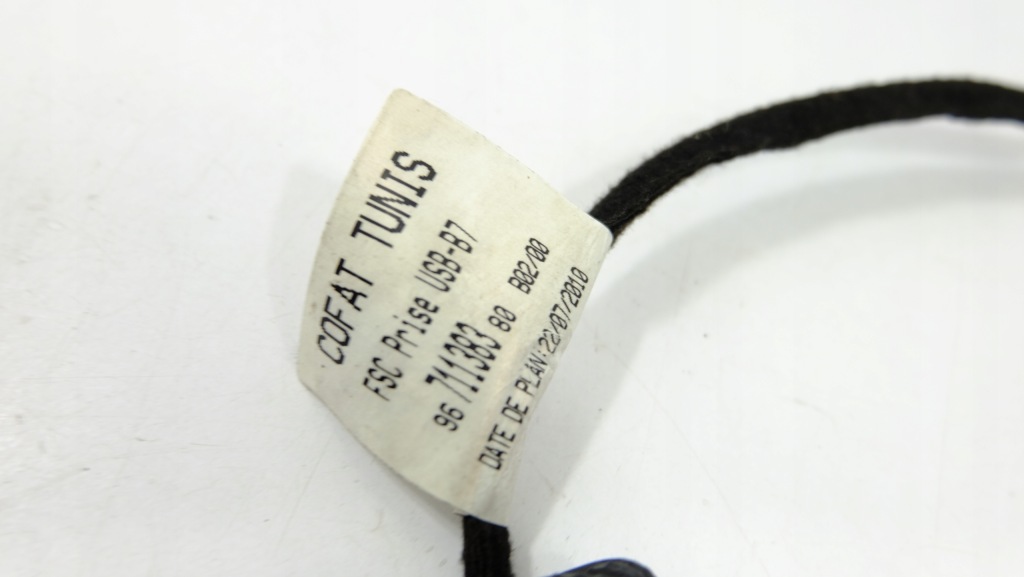 COFAT TUNIS
FSC Prise USB-B7
96 711383 80 B02/00
DATE DE PLAN:22/07/2010